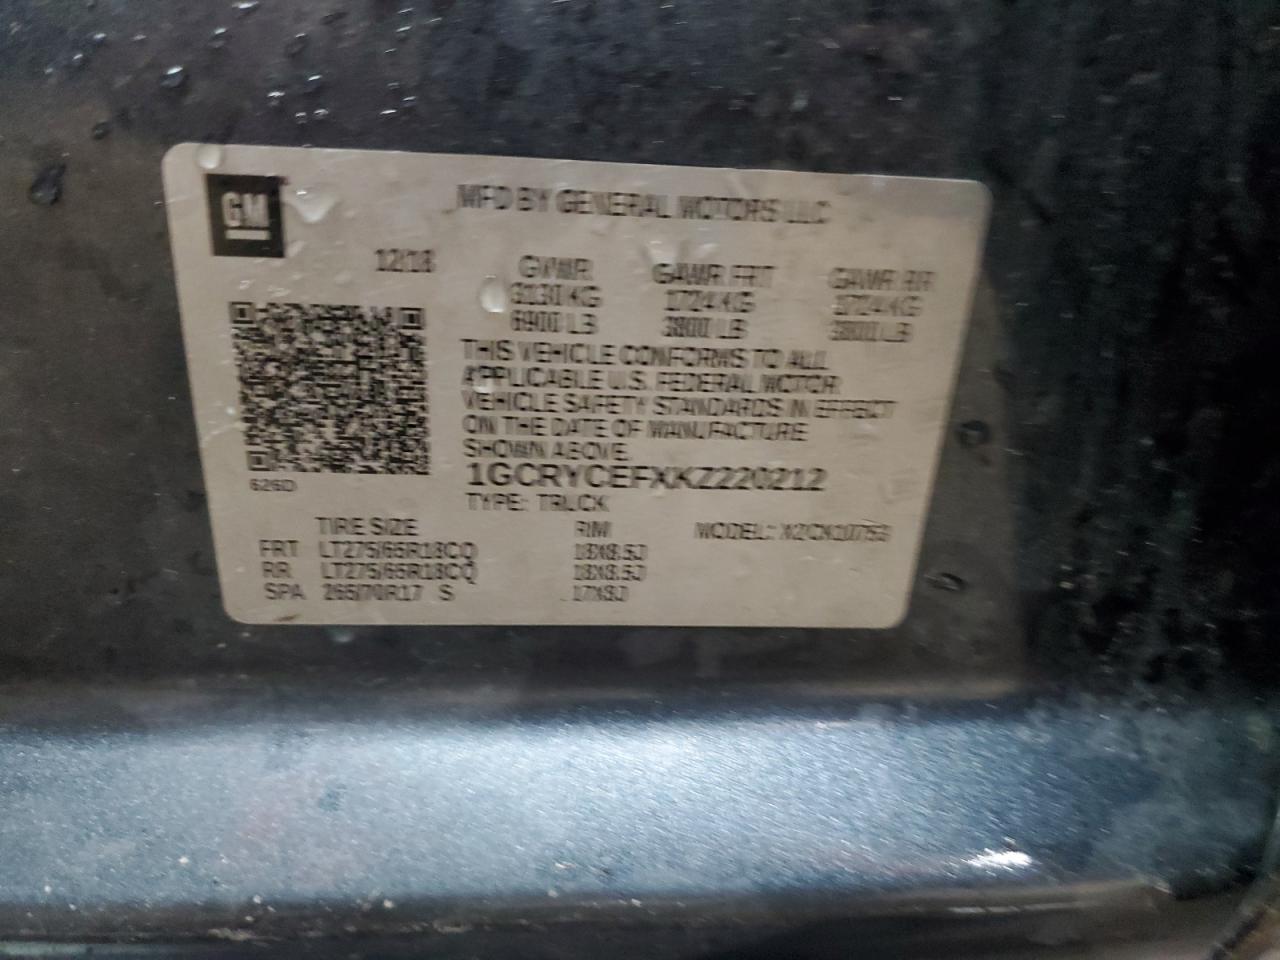 GM
MFD BY GENERAL MOTORS LLC
12/18 GVWR GAWR FRT GAWR RR
3130 KG 1724 KG 1724 KG
6900 LB 3800 LB 3800 LB
THIS VEHICLE CONFORMS TO ALL
APPLICABLE U.S. FEDERAL MOTOR
VEHICLE SAFETY STANDARDS IN EFFECT
ON THE DATE OF MANUFACTURE
SHOWN ABOVE.
1GCRYCEFXKZ220212
626D
TYPE: TRUCK
TIRE SIZE RIM MODEL:
FRT LT275/65R18CQ 18X8.5J
RR LT275/65R18CQ 18X8.5J
SPA 265/70R17 S 17X8J